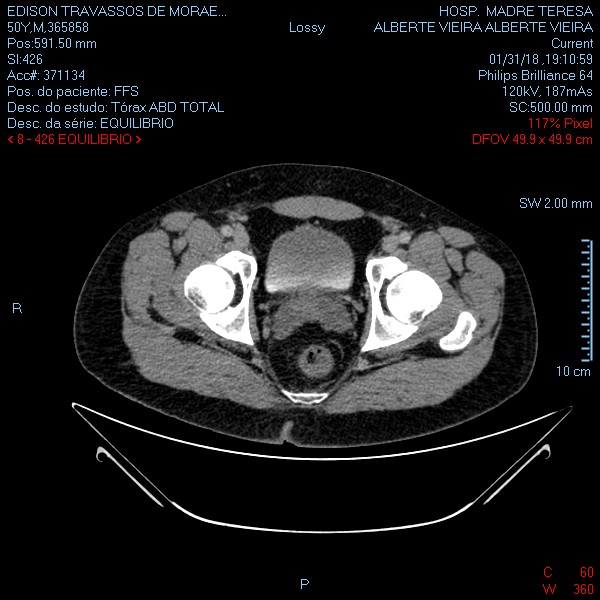 EDISON TRAVASSOS DE MORAE...
50Y,M,365858
Pos:591.50 mm
SI:426
Acc#: 371134
Pos. do paciente: FFS
Desc. do estudo: Tórax ABD TOTAL
Desc. da série: EQUILIBRIO
< 8 - 426 EQUILIBRIO >
Lossy
HOSP. MADRE TERESA
ALBERTE VIEIRA ALBERTE VIEIRA
Current
01/31/18 ,19:10:59
Philips Brilliance 64
120kV, 187mAs
SC:500.00 mm
117% Pixel
DFOV 49.9 x 49.9 cm
SW 2.00 mm
R
10 cm
P
C 60
W 360